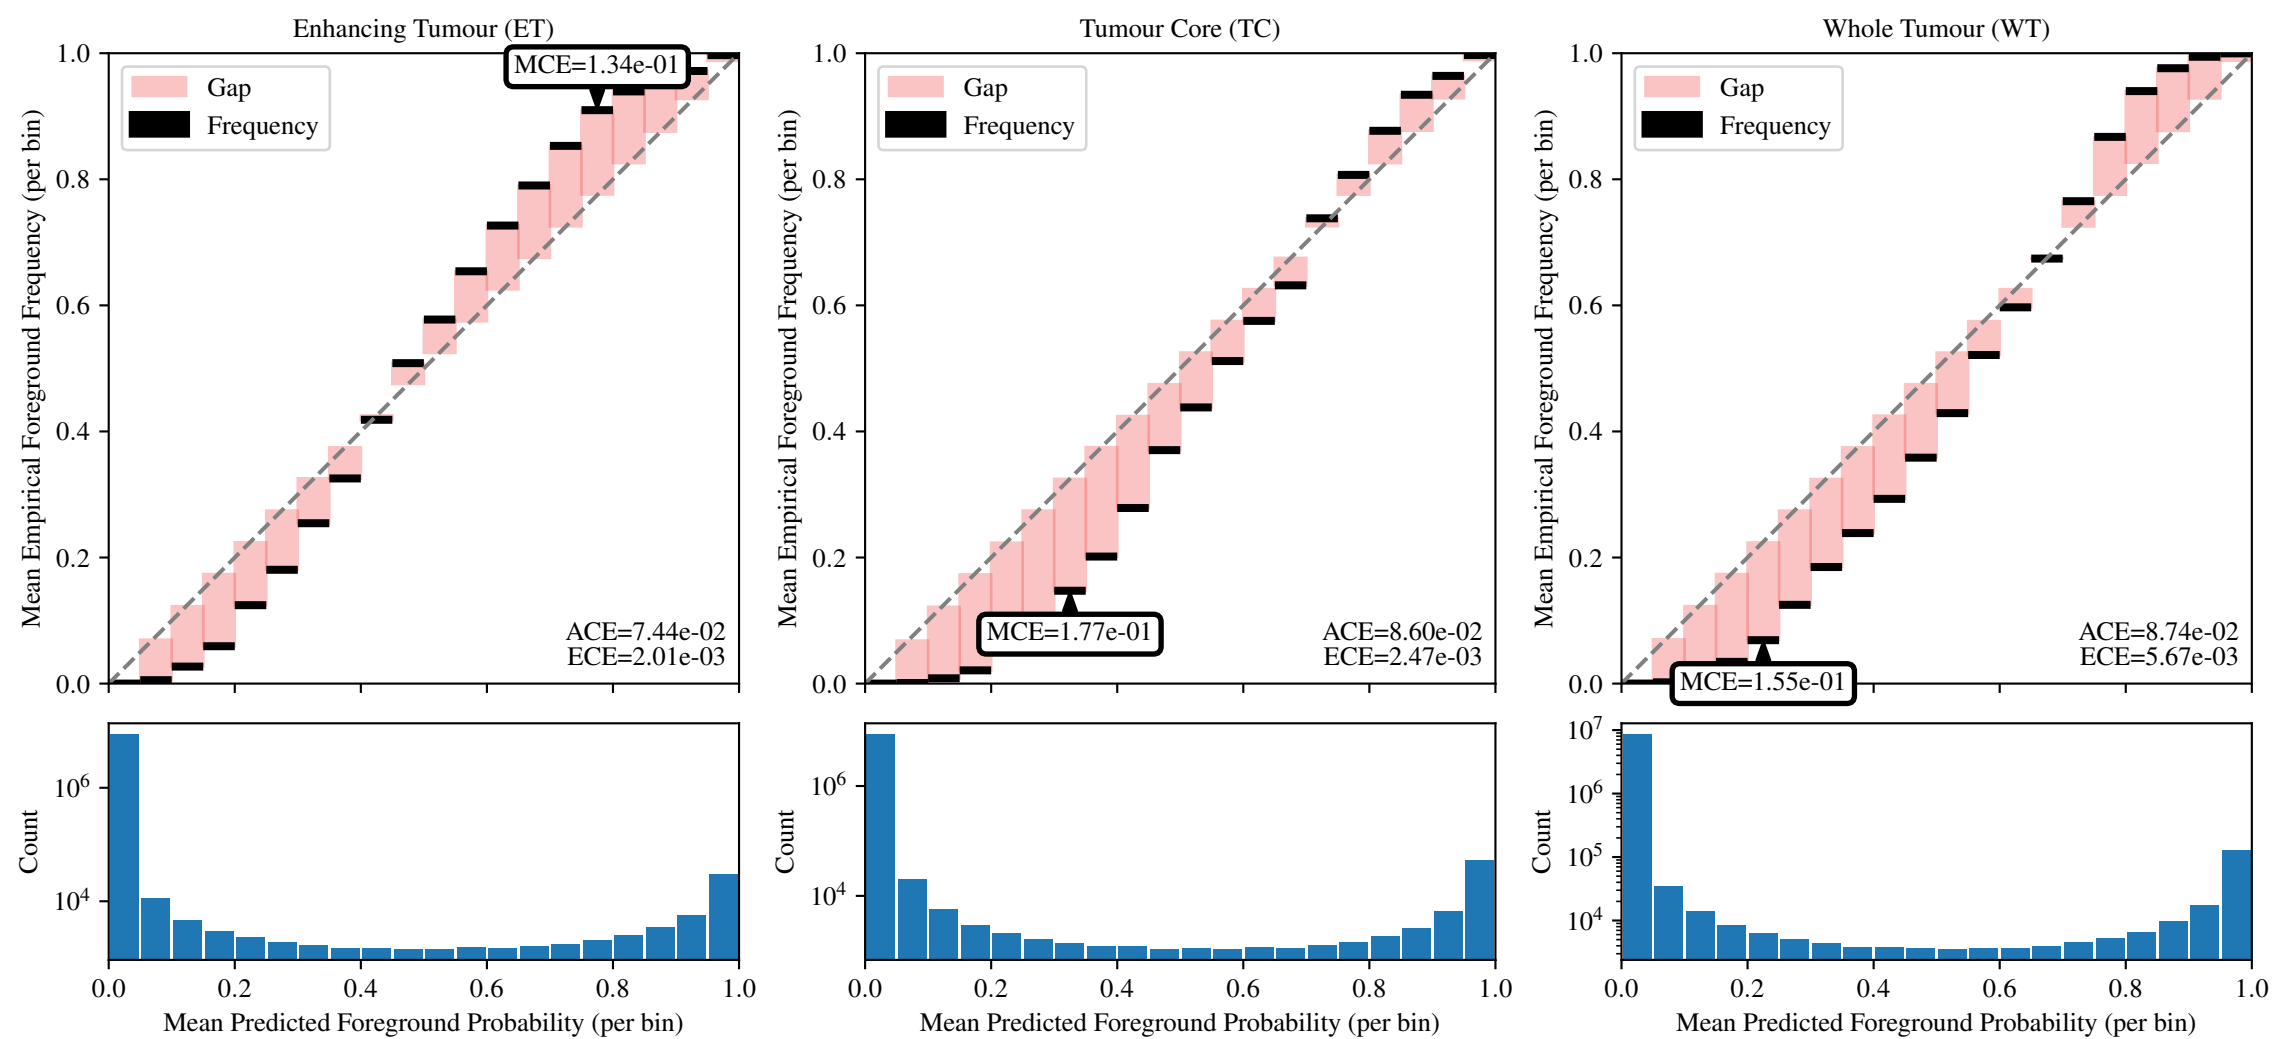 Enhancing Tumour (ET)
Mean Empirical Foreground Frequency (per bin)
1.0
0.8
0.6
0.4
0.2
0.0
Gap
Frequency
MCE=1.34e-01
ACE=7.44e-02
ECE=2.01e-03
Count
10^6
10^4
0.0 0.2 0.4 0.6 0.8 1.0
Mean Predicted Foreground Probability (per bin)
Tumour Core (TC)
Mean Empirical Foreground Frequency (per bin)
1.0
0.8
0.6
0.4
0.2
0.0
Gap
Frequency
MCE=1.77e-01
ACE=8.60e-02
ECE=2.47e-03
Count
10^6
10^4
0.0 0.2 0.4 0.6 0.8 1.0
Mean Predicted Foreground Probability (per bin)
Whole Tumour (WT)
Mean Empirical Foreground Frequency (per bin)
1.0
0.8
0.6
0.4
0.2
0.0
Gap
Frequency
MCE=1.55e-01
ACE=8.74e-02
ECE=5.67e-03
Count
10^7
10^6
10^5
10^4
0.0 0.2 0.4 0.6 0.8 1.0
Mean Predicted Foreground Probability (per bin)